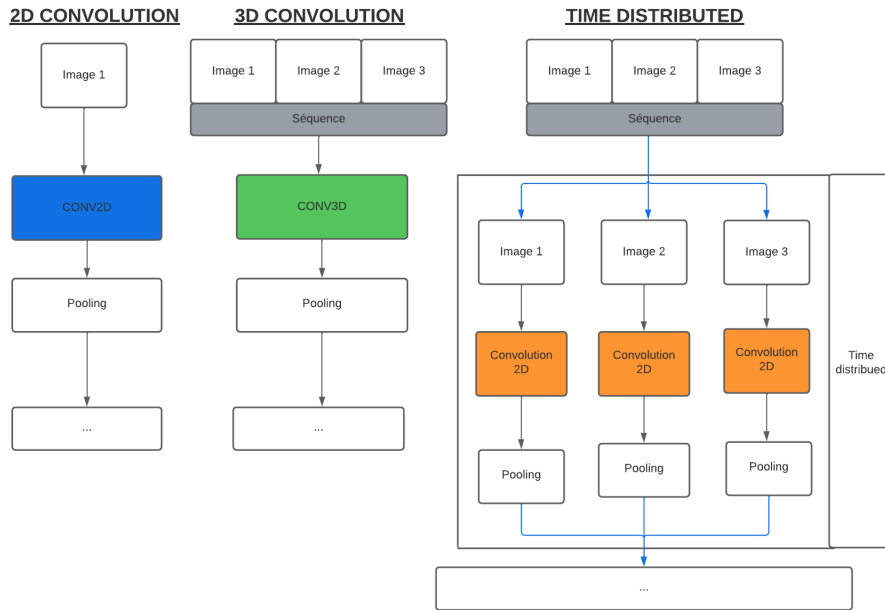 2D CONVOLUTION
Image 1
CONV2D
Pooling
...
3D CONVOLUTION
Image 1
Image 2
Image 3
Séquence
CONV3D
Pooling
...
TIME DISTRIBUTED
Image 1
Image 2
Image 3
Séquence
Image 1
Image 2
Image 3
Convolution
2D
Convolution
2D
Convolution
2D
Pooling
Pooling
Pooling
Time
distribued
...